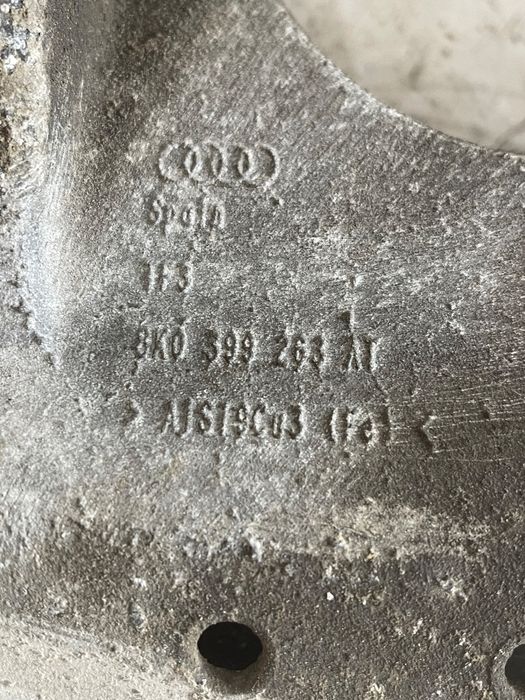 Spain
1F3
8K0 399 263 AT
> AlSi9Cu3 (Fe) <